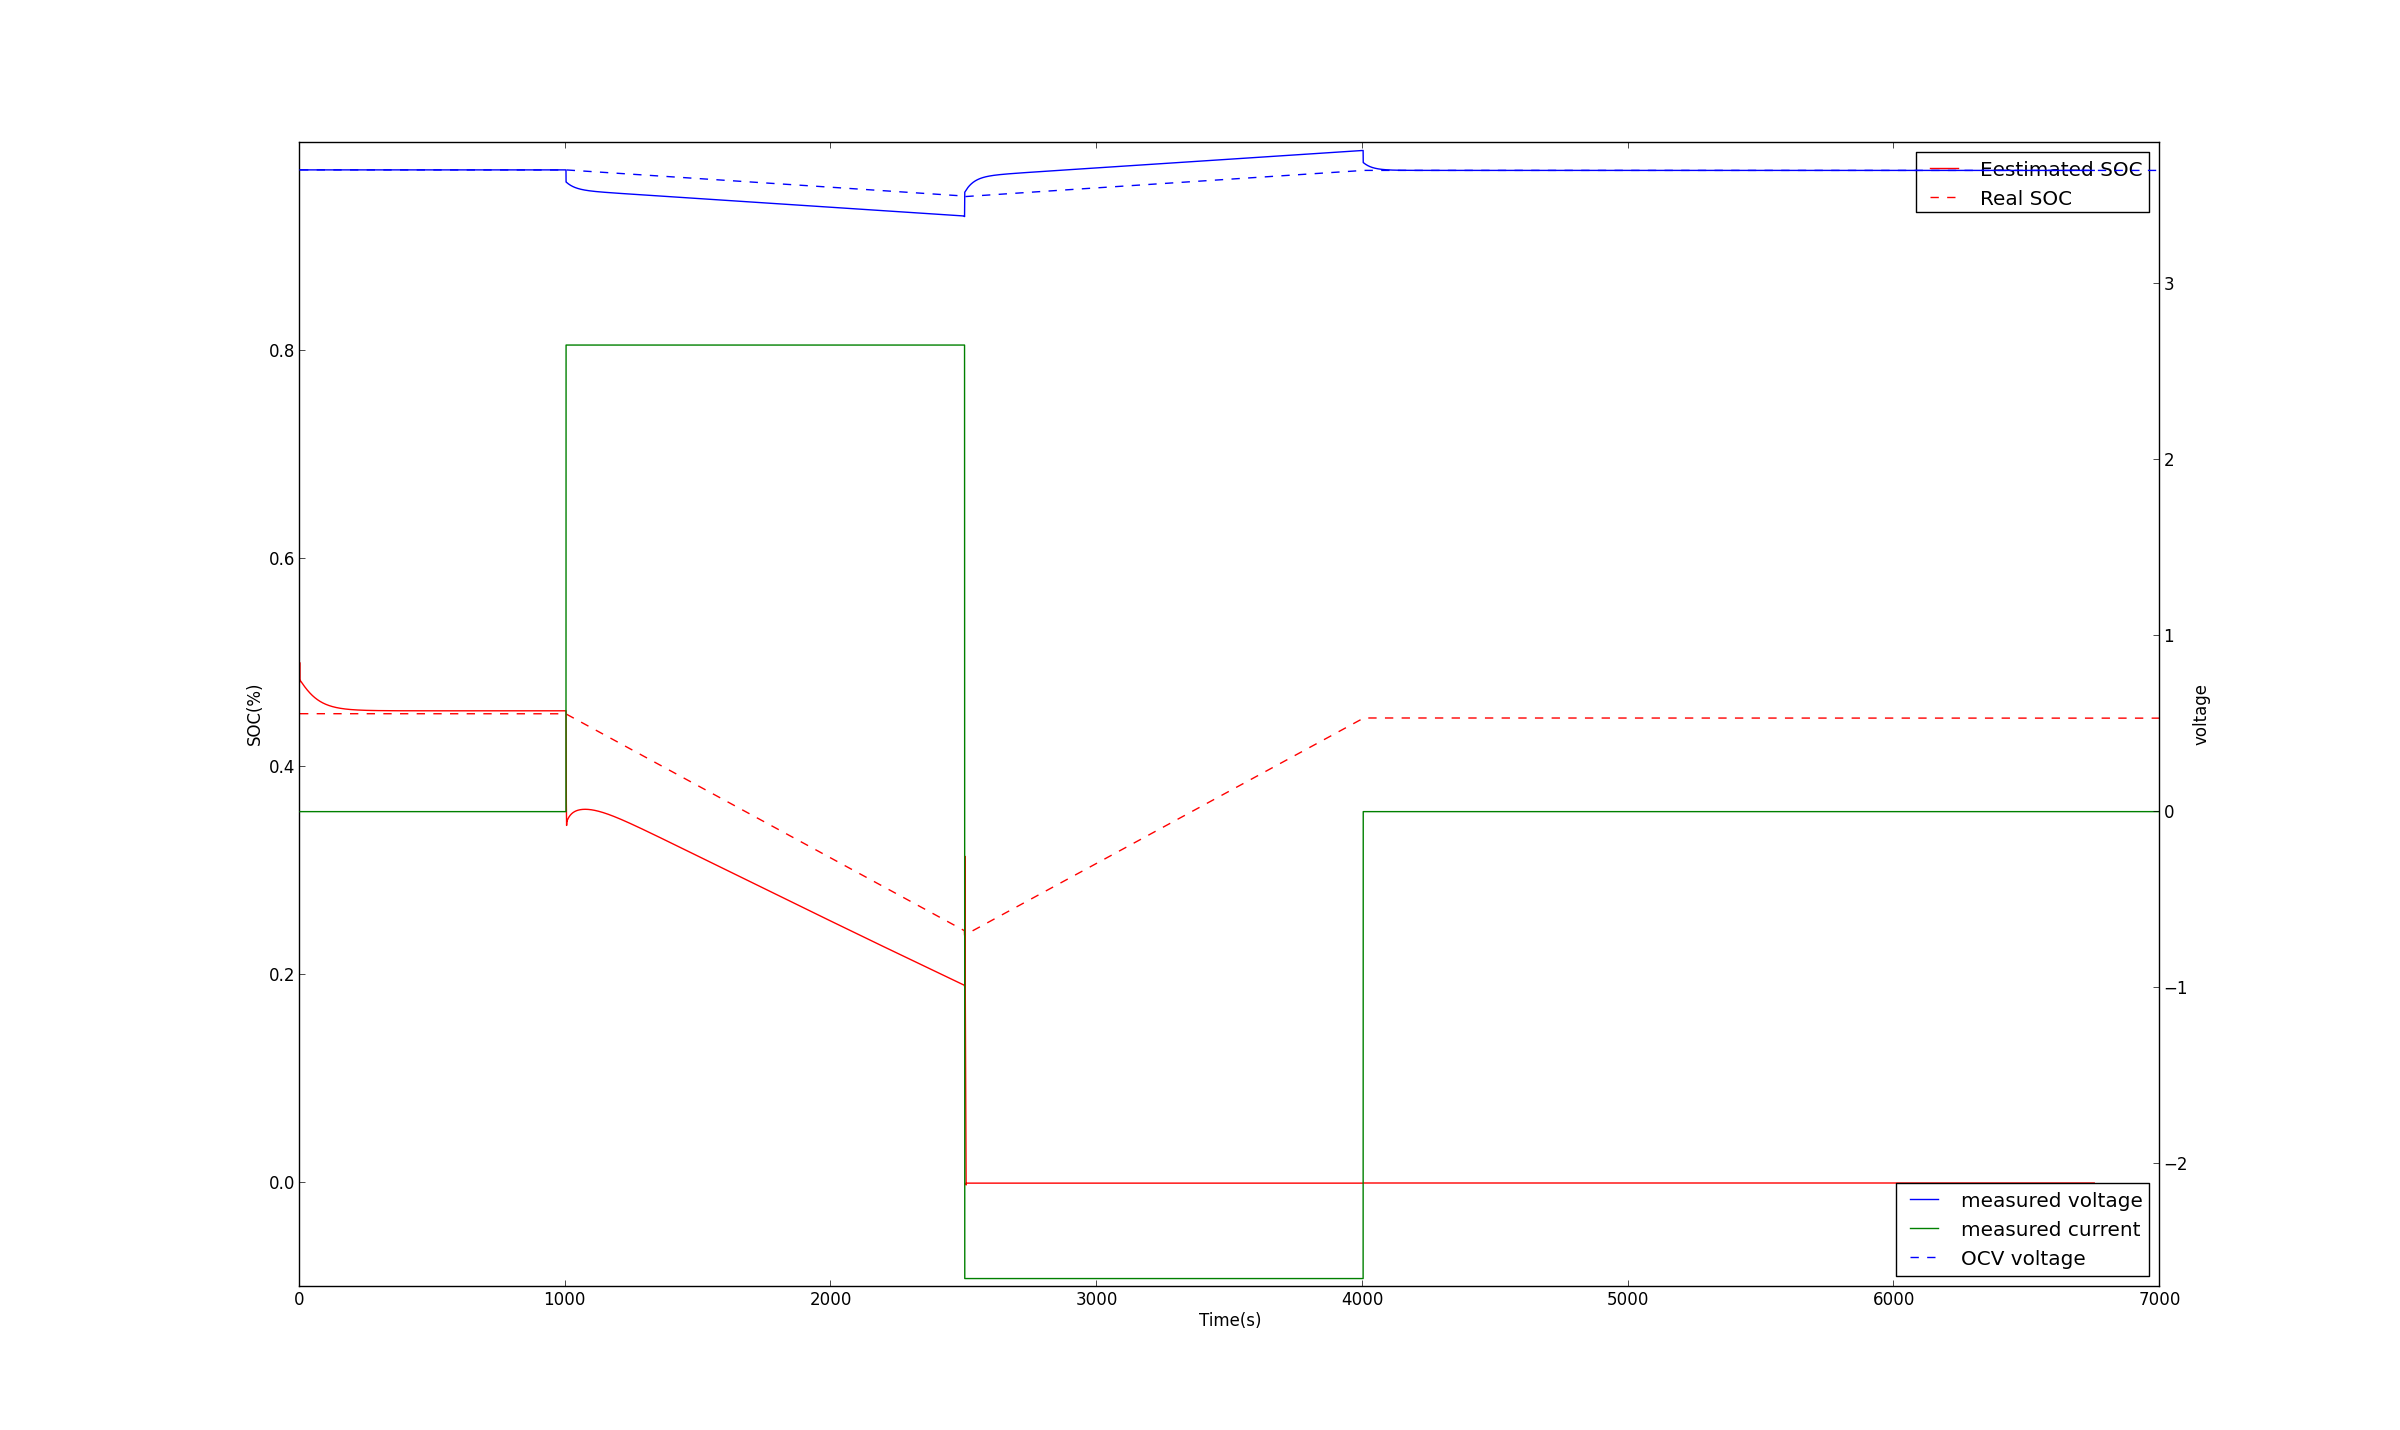 Eestimated SOC
Real SOC
0.8
0.6
0.4
0.2
0.0
SOC(%)
3
2
1
0
−1
−2
voltage
measured voltage
measured current
OCV voltage
0 1000 2000 3000 4000 5000 6000 7000
Time(s)